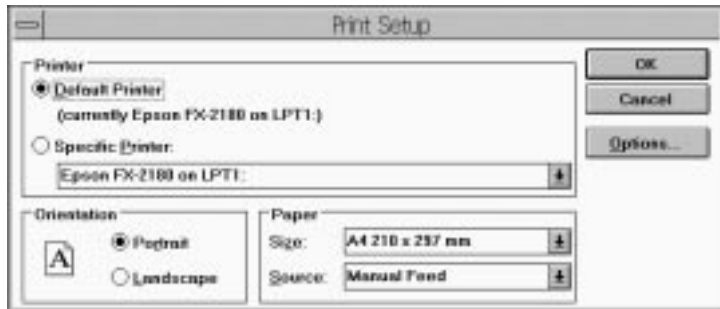 Print Setup
Printer
Default Printer
(currently Epson FX-2180 on LPT1:)
Specific Printer:
Epson FX-2180 on LPT1:
OK
Cancel
Options...
Orientation
A
Portrait
Landscape
Paper
Size: A4 210 x 297 mm
Source: Manual Feed